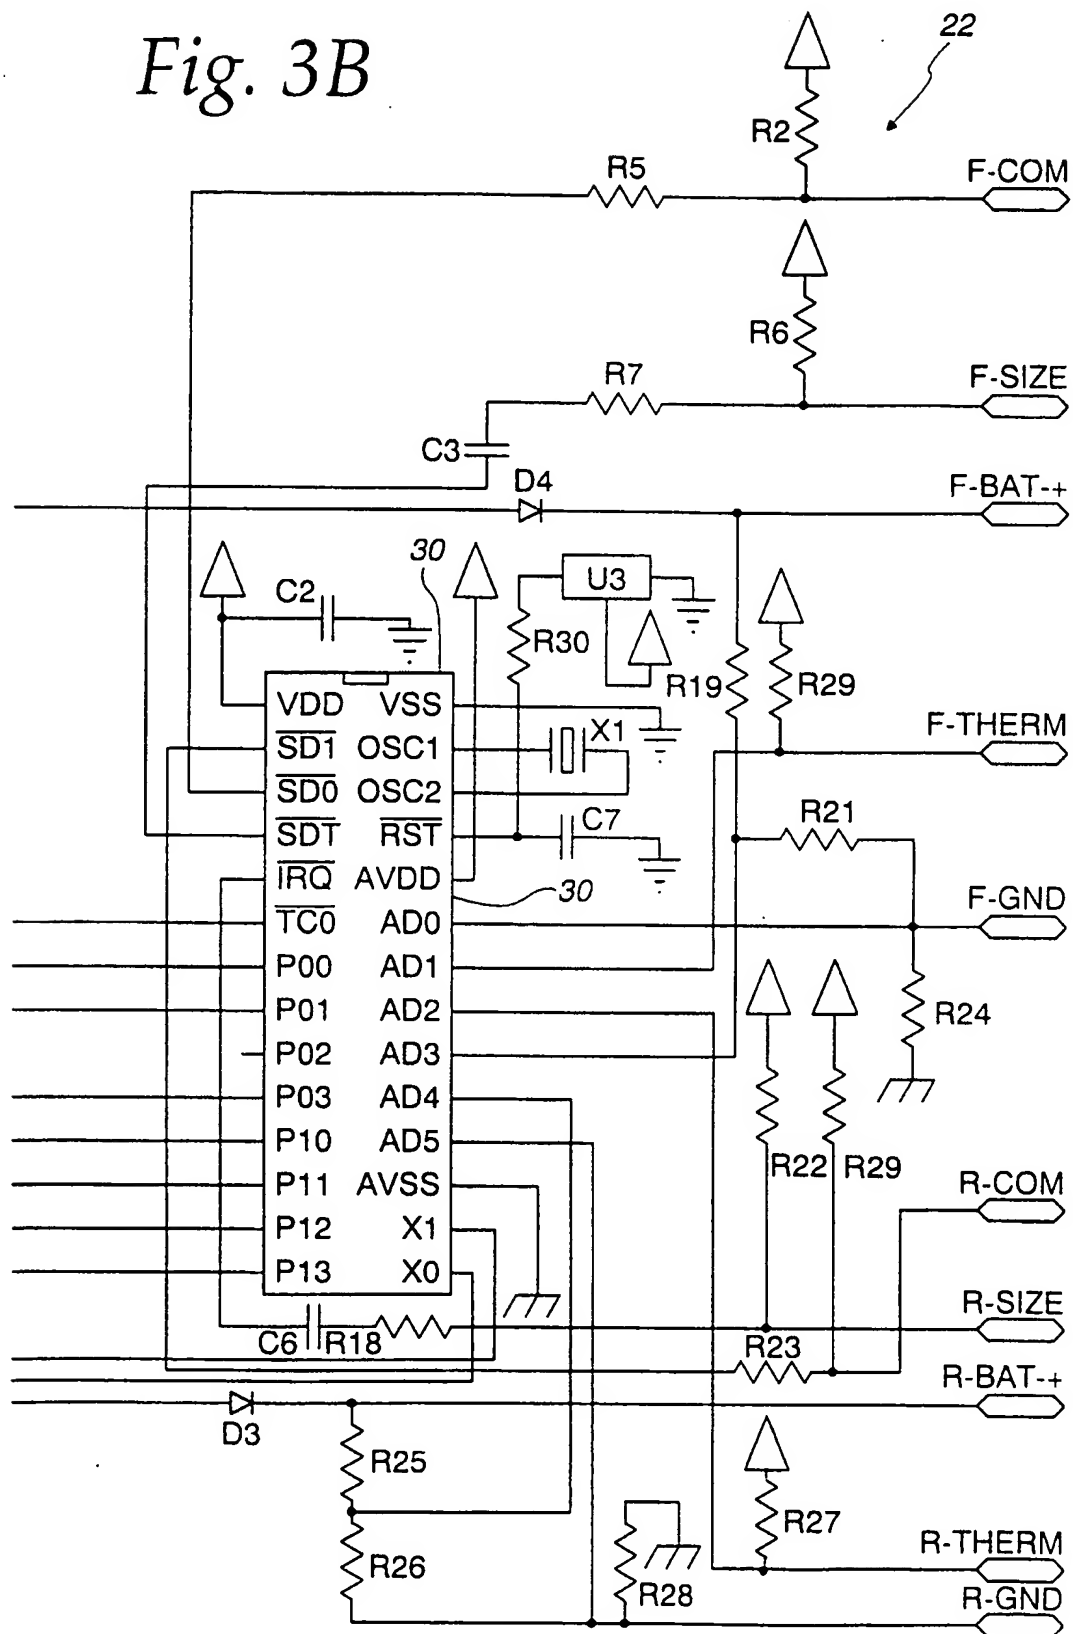 Fig. 3B
22
R2
R5
F-COM
R6
R7
F-SIZE
C3
D4
F-BAT-+
30
C2
U3
R30
R19
R29
VDD VSS
F-THERM
SD1 OSC1
X1
SD0 OSC2
SDT RST
C7
R21
IRQ AVDD
30
TC0 AD0
F-GND
P00 AD1
P01 AD2
R24
P02 AD3
P03 AD4
P10 AD5
R22
R29
P11 AVSS
R-COM
P12 X1
P13 X0
R-SIZE
C6
R18
R23
R-BAT-+
D3
R25
R27
R-THERM
R26
R28
R-GND